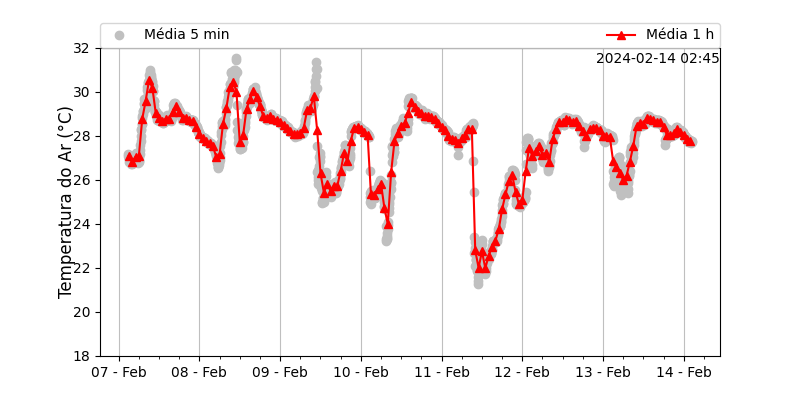 Média 5 min
Média 1 h
2024-02-14 02:45
Temperatura do Ar (°C)
32
30
28
26
24
22
20
18
07 - Feb
08 - Feb
09 - Feb
10 - Feb
11 - Feb
12 - Feb
13 - Feb
14 - Feb